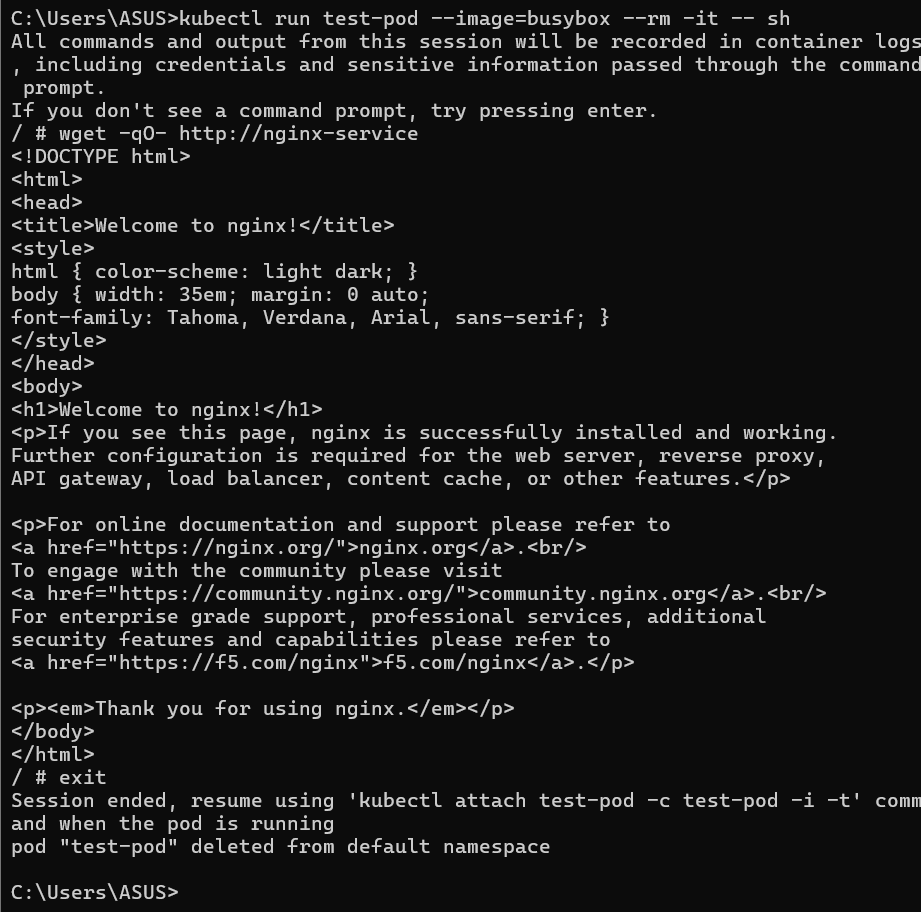 C:\Users\ASUS>kubectl run test-pod --image=busybox --rm -it -- sh
All commands and output from this session will be recorded in container logs
, including credentials and sensitive information passed through the command
 prompt.
If you don't see a command prompt, try pressing enter.
/ # wget -qO- http://nginx-service
<!DOCTYPE html>
<html>
<head>
<title>Welcome to nginx!</title>
<style>
html { color-scheme: light dark; }
body { width: 35em; margin: 0 auto;
font-family: Tahoma, Verdana, Arial, sans-serif; }
</style>
</head>
<body>
<h1>Welcome to nginx!</h1>
<p>If you see this page, nginx is successfully installed and working.
Further configuration is required for the web server, reverse proxy,
API gateway, load balancer, content cache, or other features.</p>

<p>For online documentation and support please refer to
<a href="https://nginx.org/">nginx.org</a>.<br/>
To engage with the community please visit
<a href="https://community.nginx.org/">community.nginx.org</a>.<br/>
For enterprise grade support, professional services, additional
security features and capabilities please refer to
<a href="https://f5.com/nginx">f5.com/nginx</a>.</p>

<p><em>Thank you for using nginx.</em></p>
</body>
</html>
/ # exit
Session ended, resume using 'kubectl attach test-pod -c test-pod -i -t' comm
and when the pod is running
pod "test-pod" deleted from default namespace

C:\Users\ASUS>